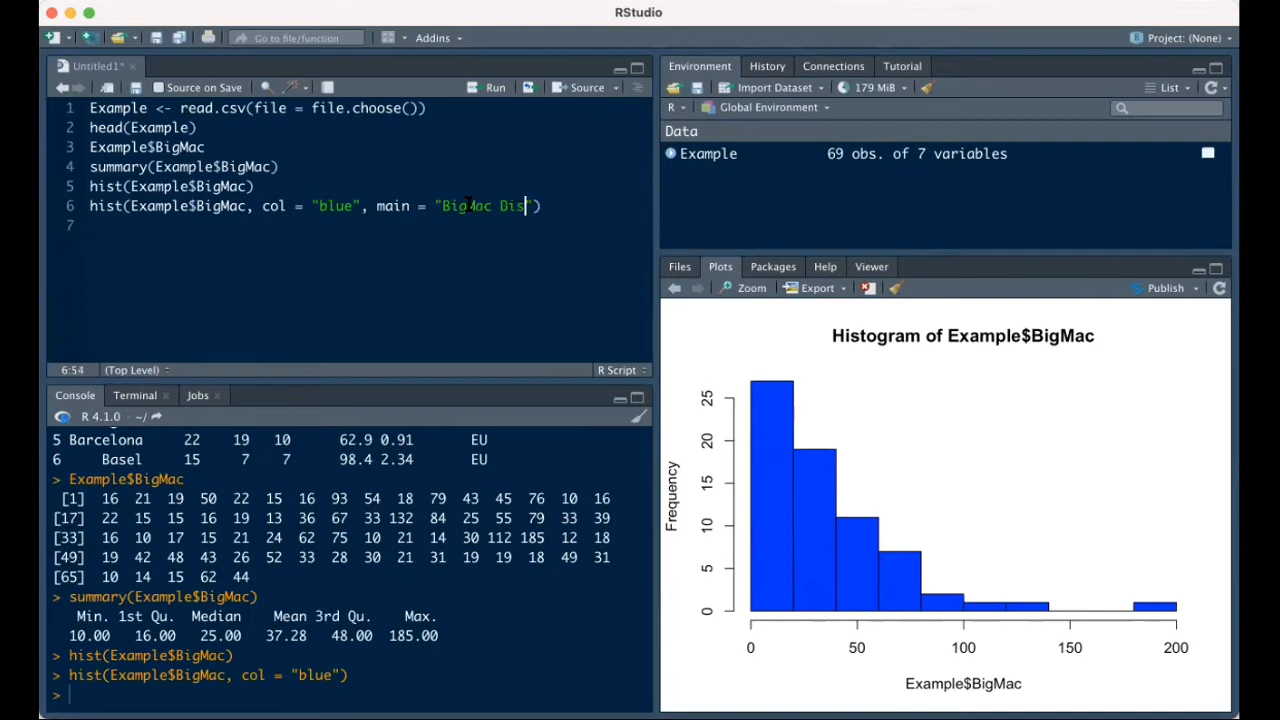 RStudio
Go to file/function
Addins
Project: (None)
Untitled1*
Source on Save
Run
Source
1 Example <- read.csv(file = file.choose())
2 head(Example)
3 Example$BigMac
4 summary(Example$BigMac)
5 hist(Example$BigMac)
6 hist(Example$BigMac, col = "blue", main = "BigMac Dis")
7
6:54 (Top Level) R Script
Console Terminal Jobs
R 4.1.0 · ~/
5 Barcelona 22 19 10 62.9 0.91 EU
6 Basel 15 7 7 98.4 2.34 EU
> Example$BigMac
[1] 16 21 19 50 22 15 16 93 54 18 79 43 45 76 10 16
[17] 22 15 15 16 19 13 36 67 33 132 84 25 55 79 33 39
[33] 16 10 17 15 21 24 62 75 10 21 14 30 112 185 12 18
[49] 19 42 48 43 26 52 33 28 30 21 31 19 19 18 49 31
[65] 10 14 15 62 44
> summary(Example$BigMac)
Min. 1st Qu. Median Mean 3rd Qu. Max.
10.00 16.00 25.00 37.28 48.00 185.00
> hist(Example$BigMac)
> hist(Example$BigMac, col = "blue")
>
Environment History Connections Tutorial
Import Dataset 179 MiB List
R Global Environment
Data
Example 69 obs. of 7 variables
Files Plots Packages Help Viewer
Zoom Export Publish
Histogram of Example$BigMac
Frequency
25
20
15
10
5
0
0 50 100 150 200
Example$BigMac